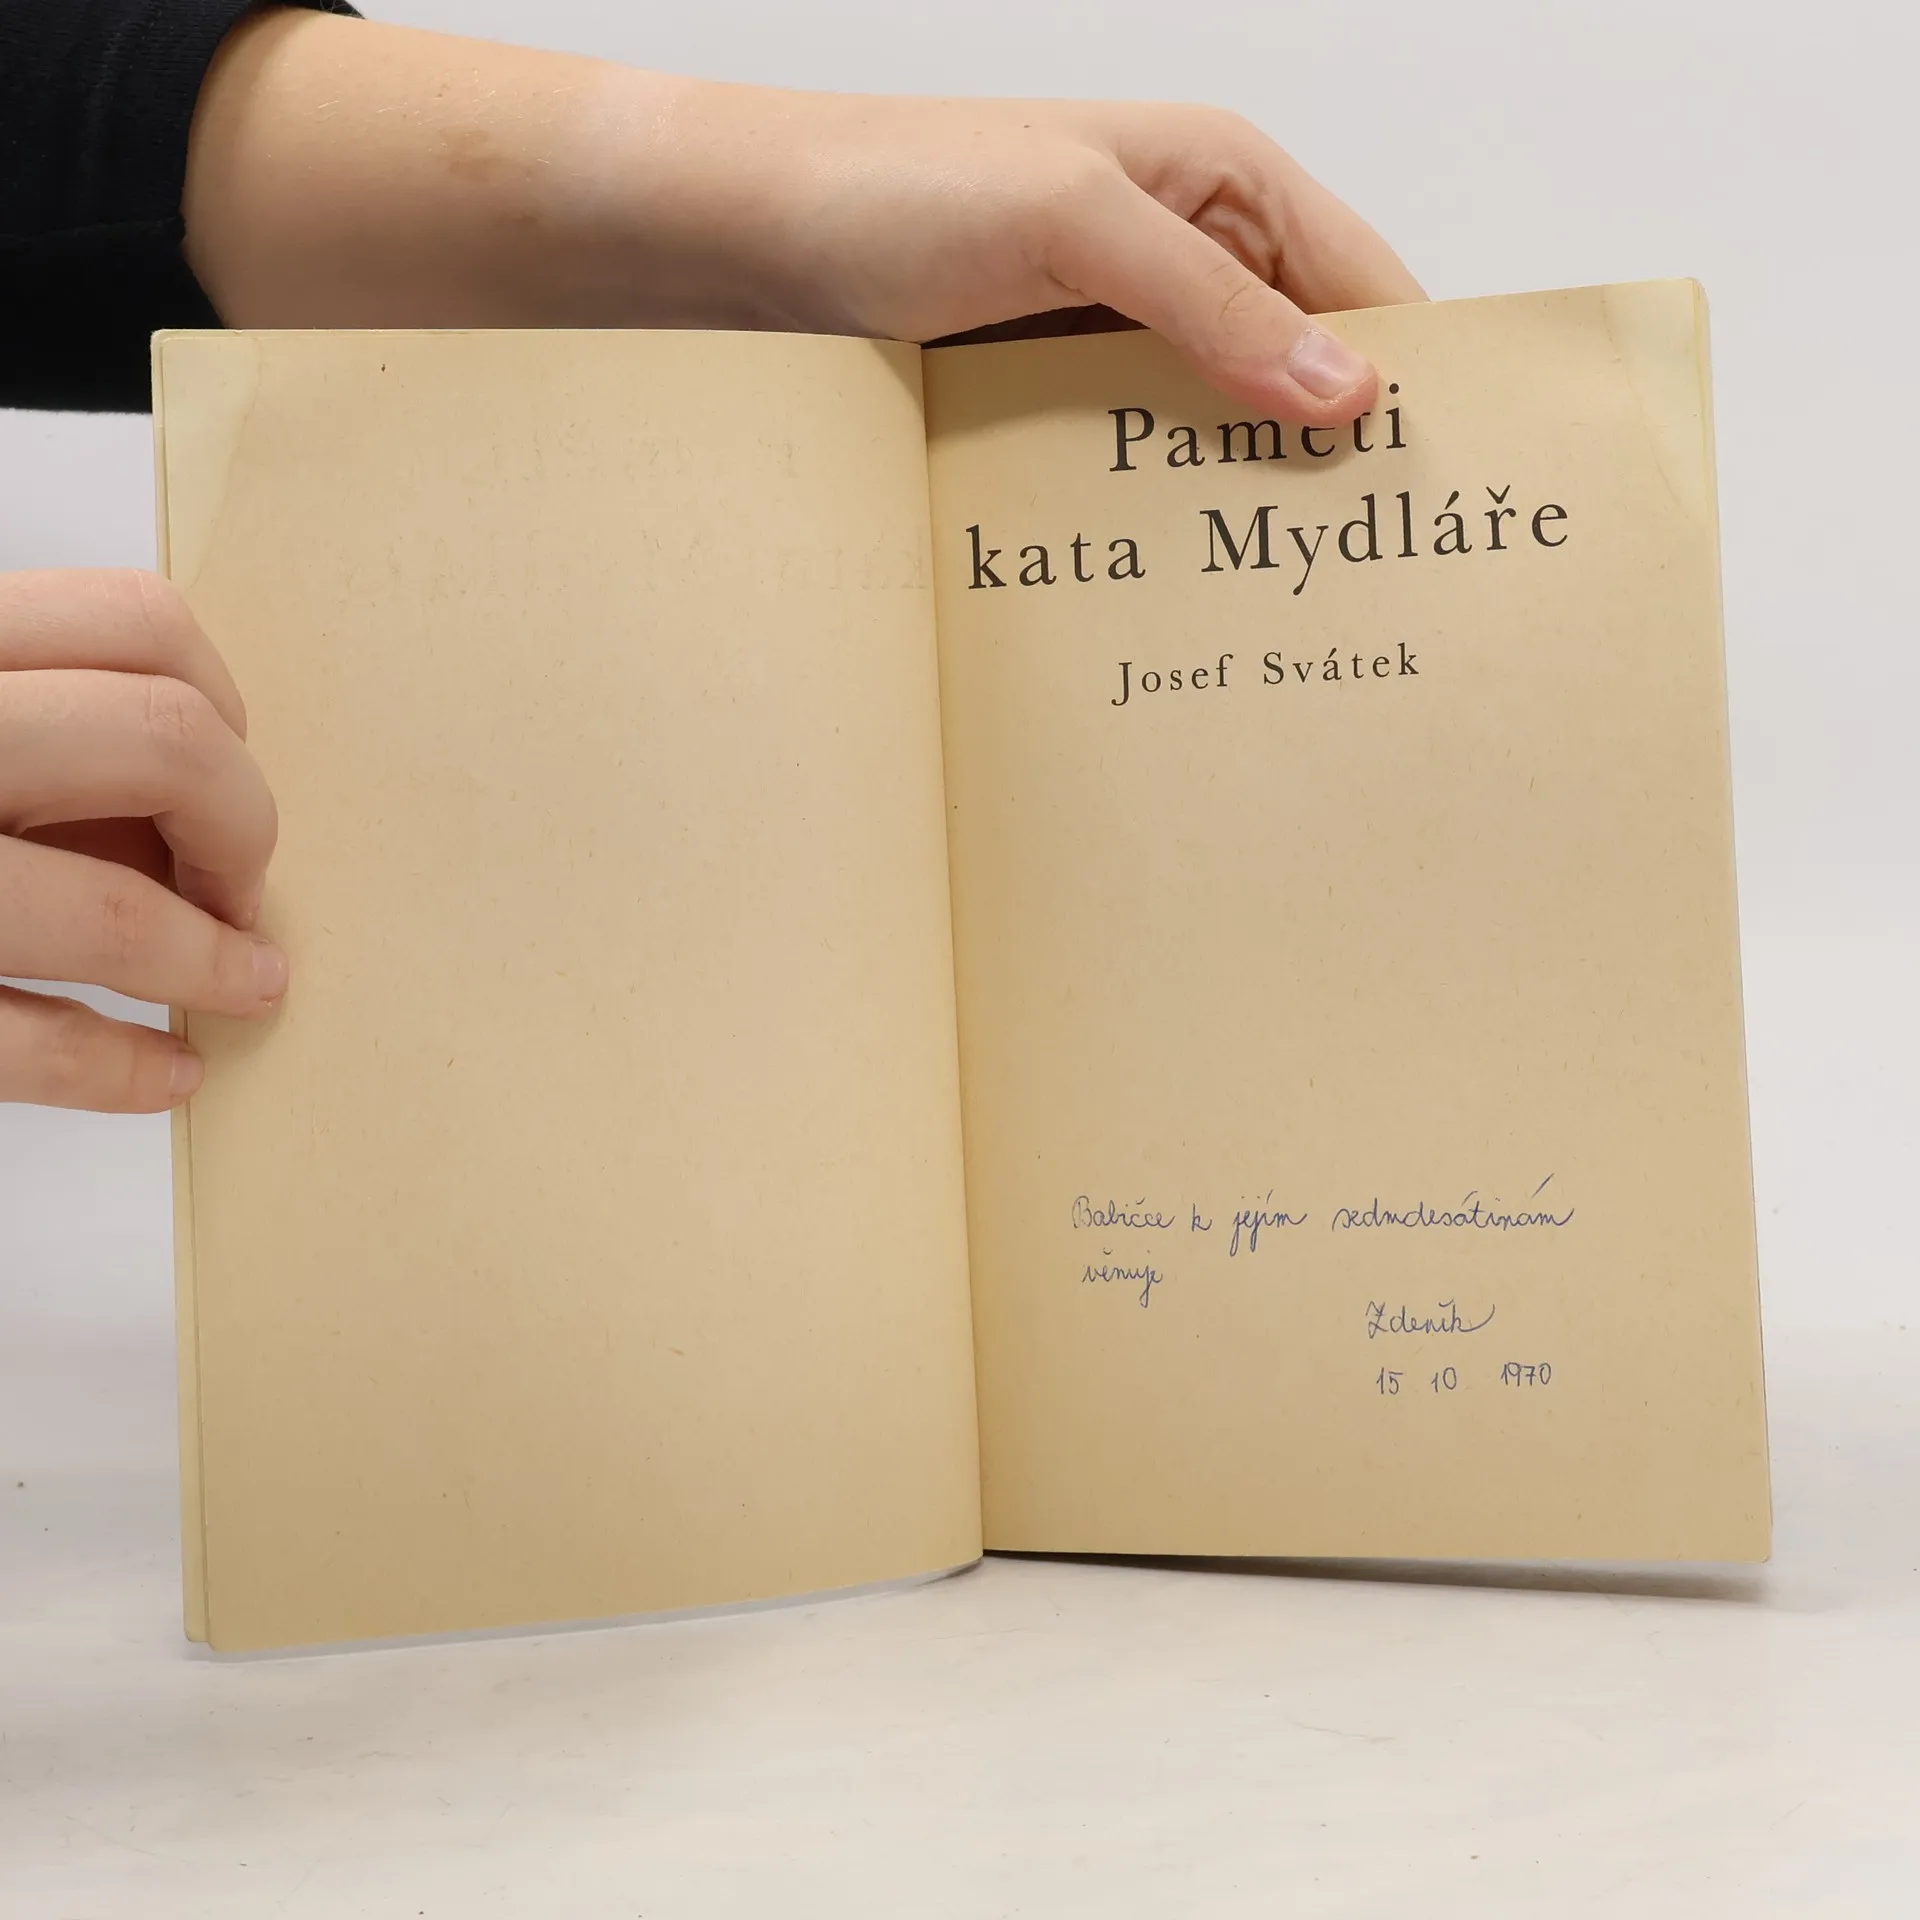 Paměti
kata Mydláře
Josef Svátek
Babičce k jejím sedmdesátinám
věnuje
Zdeněk
15 10 1970